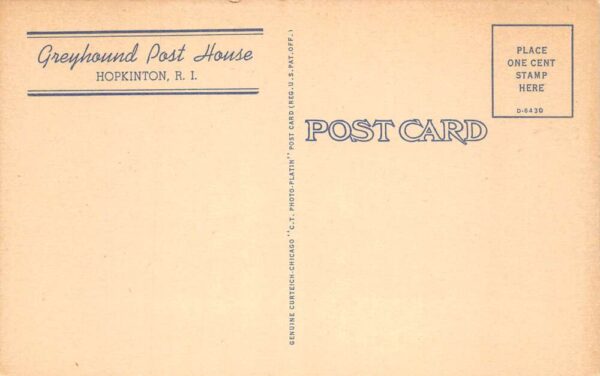 Greyhound Post House
HOPKINTON, R. I.
GENUINE CURTEICH-CHICAGO "C.T. PHOTO-PLATIN" POST CARD (REG. U.S. PAT. OFF.)
POST CARD
PLACE
ONE CENT
STAMP
HERE
D-6430